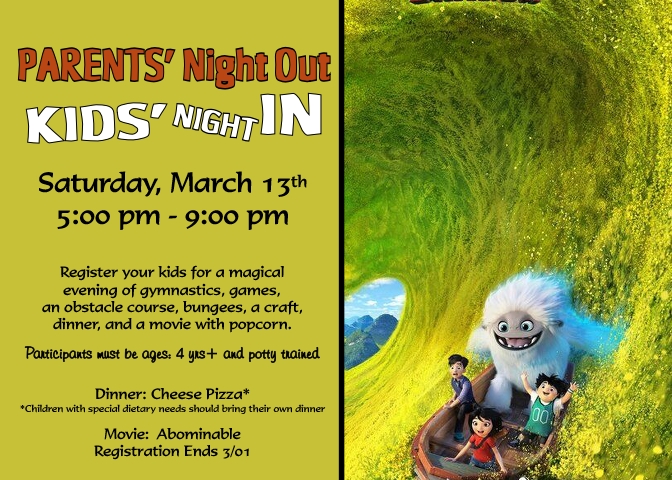 PARENTS' Night Out
KIDS' NIGHT IN
Saturday, March 13th
5:00 pm - 9:00 pm
Register your kids for a magical
evening of gymnastics, games,
an obstacle course, bungees, a craft,
dinner, and a movie with popcorn.
Participants must be ages: 4 yrs+ and potty trained
Dinner: Cheese Pizza*
*Children with special dietary needs should bring their own dinner
Movie: Abominable
Registration Ends 3/01
00